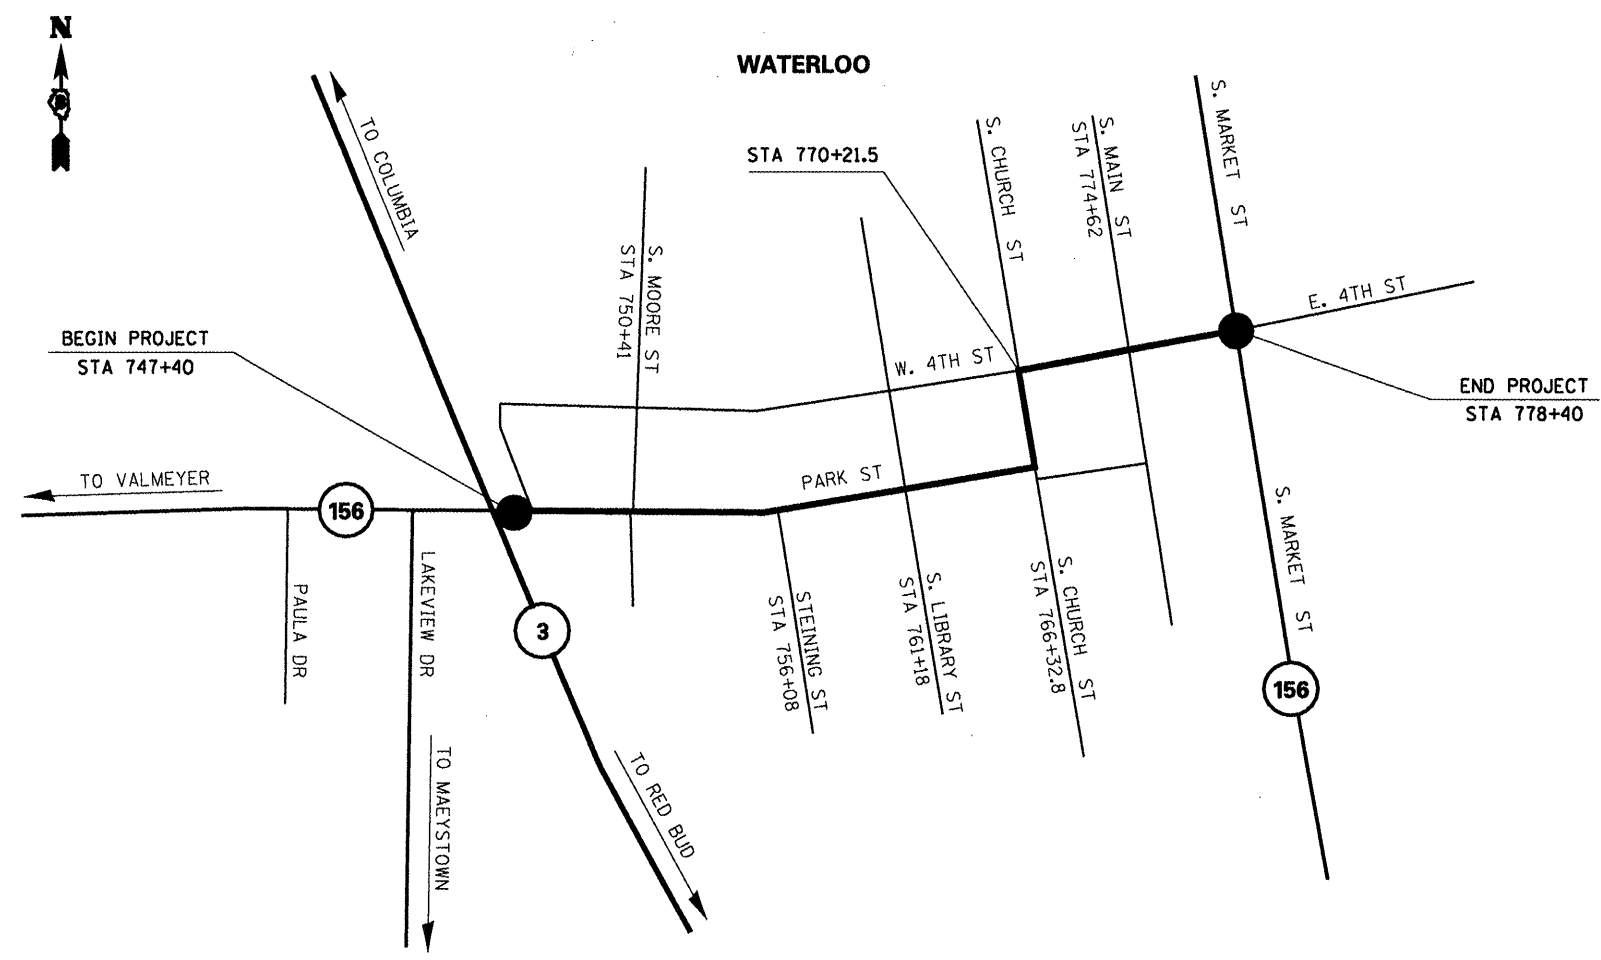 N
WATERLOO
TO COLUMBIA
STA 770+21.5
S. CHURCH ST
S. MAIN ST
STA 774+62
S. MARKET ST
S. MOORE ST
STA 750+41
E. 4TH ST
BEGIN PROJECT
STA 747+40
W. 4TH ST
END PROJECT
STA 778+40
TO VALMEYER
156
PARK ST
PAULA DR
LAKEVIEW DR
3
STEINING ST
STA 756+08
S. LIBRARY ST
STA 761+18
S. CHURCH ST
STA 766+32.8
S. MARKET ST
156
TO MAEYSTOWN
TO RED BUD